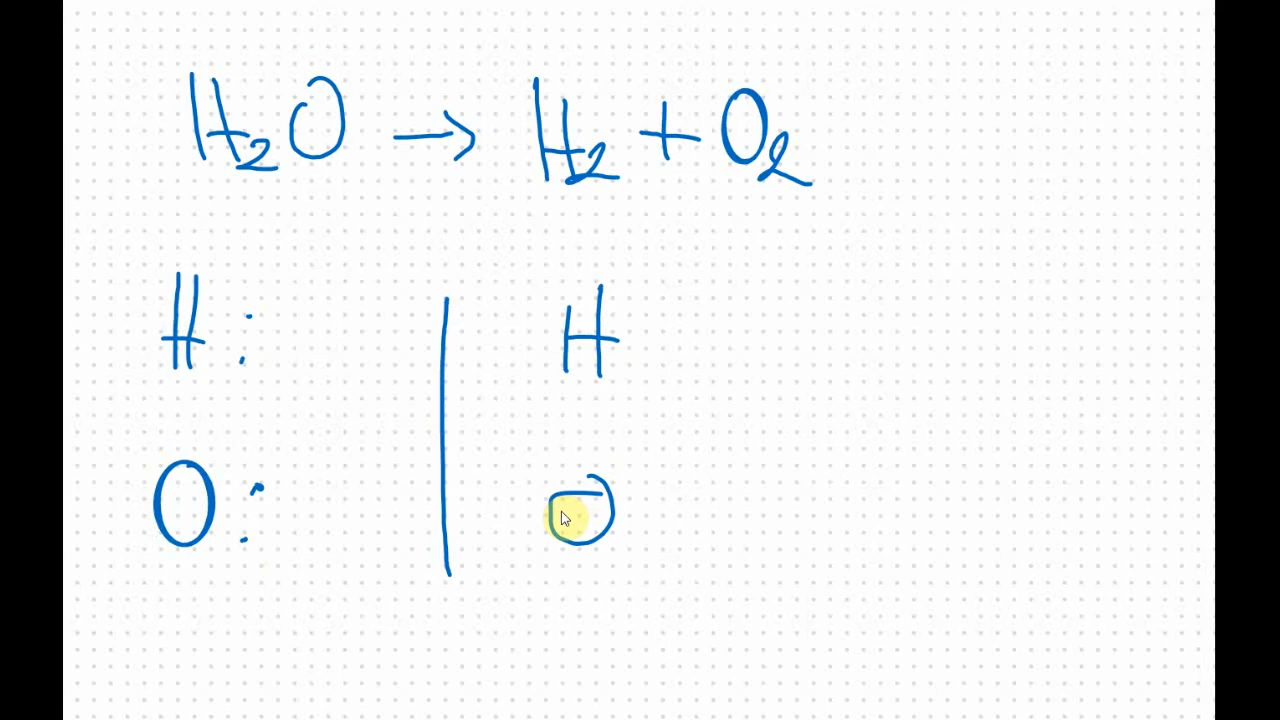 H₂O → H₂ + O₂
H: H
O: O